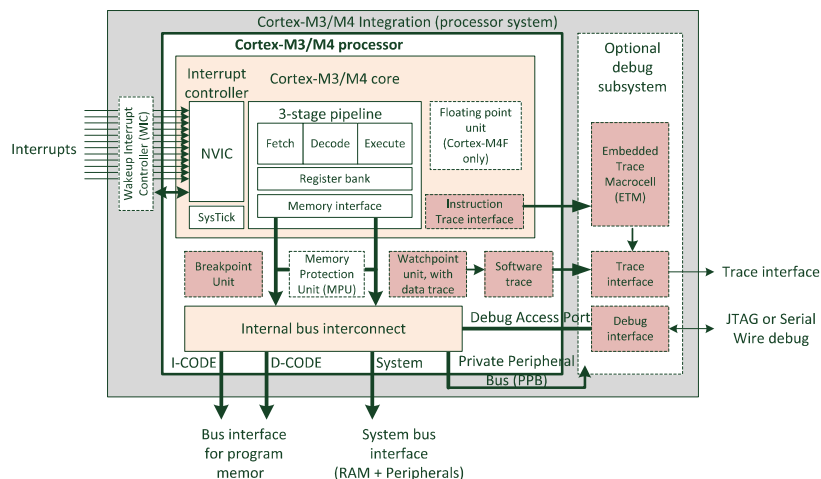 Cortex-M3/M4 Integration (processor system)
Cortex-M3/M4 processor
Optional
debug
subsystem
Interrupt
controller
Cortex-M3/M4 core
Interrupts
Wakeup Interrupt
Controller (WIC)
NVIC
SysTick
3-stage pipeline
Fetch
Decode
Execute
Register bank
Memory interface
Floating point
unit
(Cortex-M4F
only)
Instruction
Trace interface
Embedded
Trace
Macrocell
(ETM)
Breakpoint
Unit
Memory
Protection
Unit (MPU)
Watchpoint
unit, with
data trace
Software
trace
Trace
interface
Trace interface
Internal bus interconnect
Debug Access Port
Debug
interface
JTAG or Serial
Wire debug
I-CODE
D-CODE
System
Private Peripheral
Bus (PPB)
Bus interface
for program
memor
System bus
interface
(RAM + Peripherals)